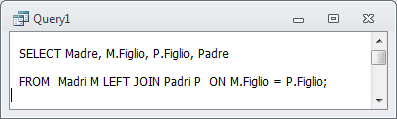 Query1
SELECT Madre, M.Figlio, P.Figlio, Padre
FROM Madri M LEFT JOIN Padri P ON M.Figlio = P.Figlio;